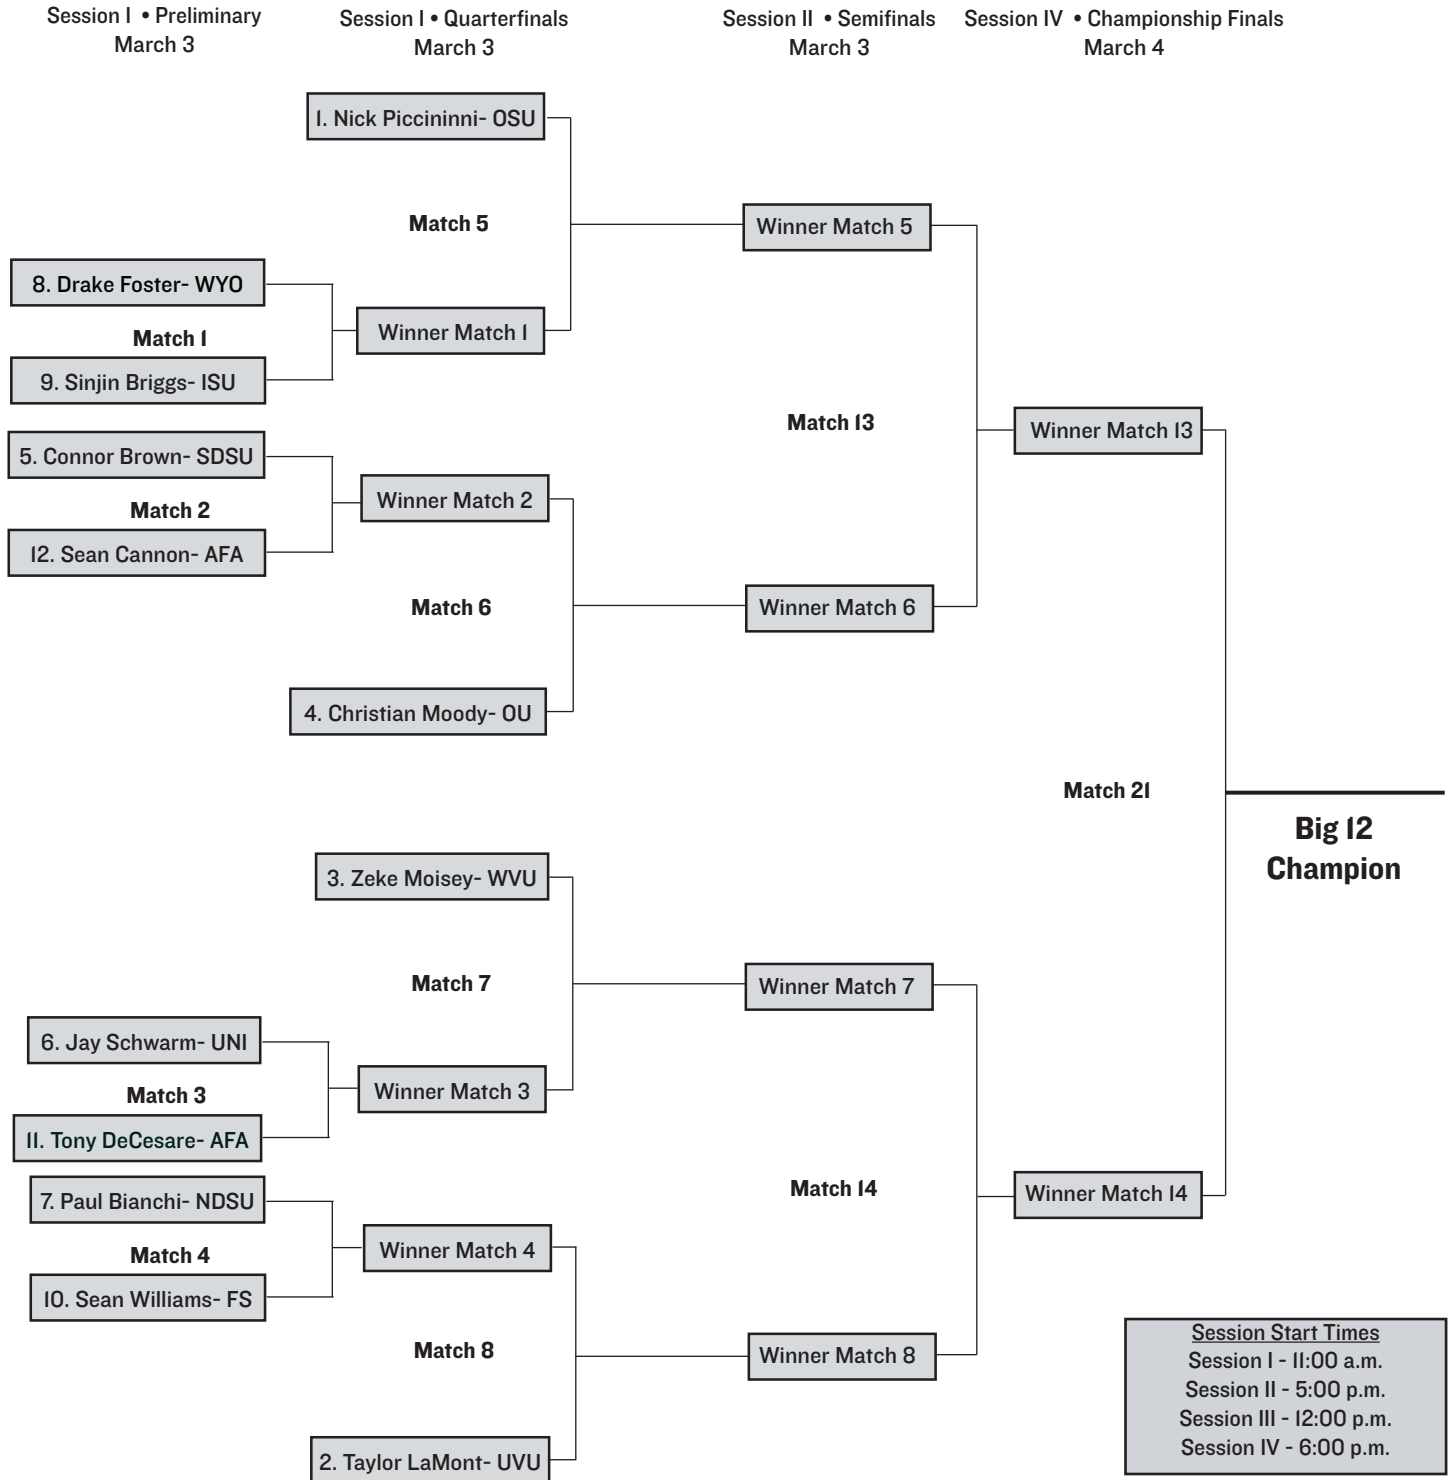 Session I • Preliminary
March 3
Session I • Quarterfinals
March 3
Session II • Semifinals
March 3
Session IV • Championship Finals
March 4
1. Nick Piccininni- OSU
Match 5
Winner Match 5
8. Drake Foster- WYO
Match 1
Winner Match 1
9. Sinjin Briggs- ISU
Match 13
Winner Match 13
5. Connor Brown- SDSU
Match 2
Winner Match 2
12. Sean Cannon- AFA
Match 6
Winner Match 6
4. Christian Moody- OU
Match 21
Big 12
Champion
3. Zeke Moisey- WVU
Match 7
Winner Match 7
6. Jay Schwarm- UNI
Match 3
Winner Match 3
11. Tony DeCesare- AFA
Match 14
Winner Match 14
7. Paul Bianchi- NDSU
Match 4
Winner Match 4
10. Sean Williams- FS
Match 8
Winner Match 8
2. Taylor LaMont- UVU
Session Start Times
Session I - 11:00 a.m.
Session II - 5:00 p.m.
Session III - 12:00 p.m.
Session IV - 6:00 p.m.